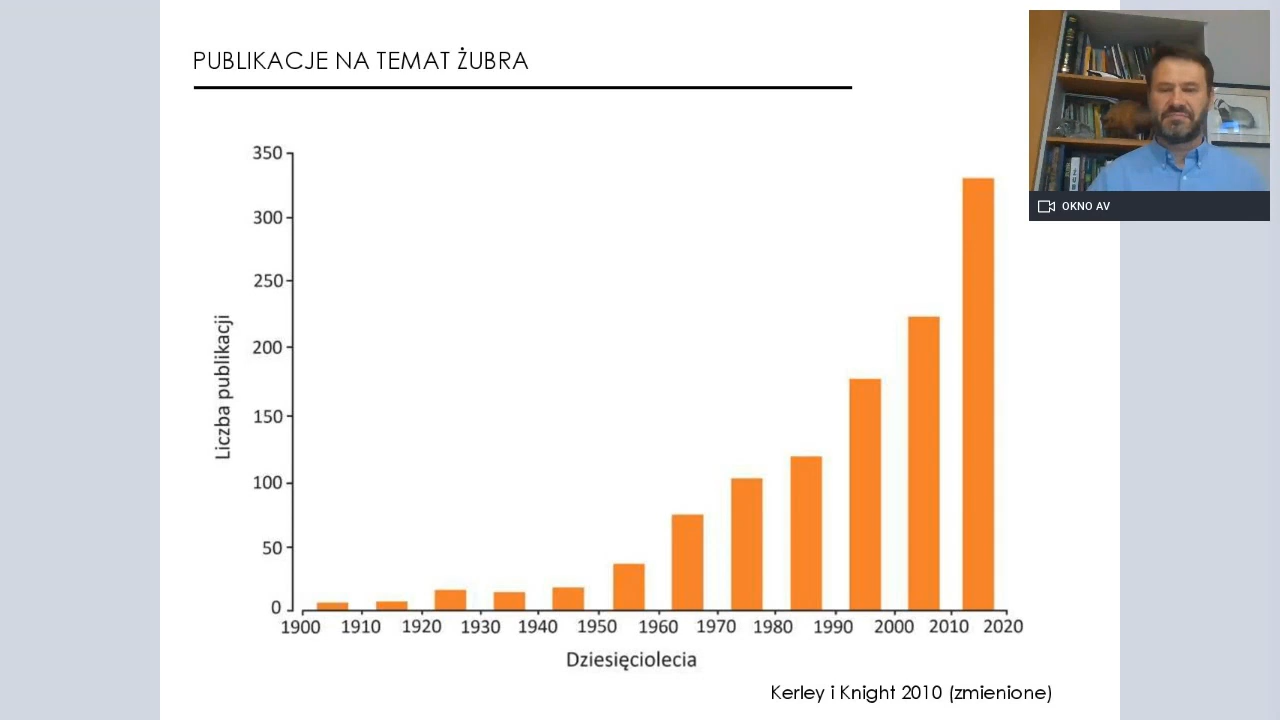 PUBLIKACJE NA TEMAT ŻUBRA
OKNO AV
350
300
250
200
150
100
50
0
Liczba publikacji
1900 1910 1920 1930 1940 1950 1960 1970 1980 1990 2000 2010 2020
Dziesięciolecia
Kerley i Knight 2010 (zmienione)